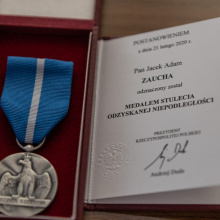 POSTANOWIENIEM
z dnia 21 lutego 2020 r.
Pan Jacek Adam
ZAUCHA
odznaczony został
MEDALEM STULECIA
ODZYSKANEJ NIEPODLEGŁOŚCI
PREZYDENT
RZECZYPOSPOLITEJ POLSKIEJ
Andrzej Duda